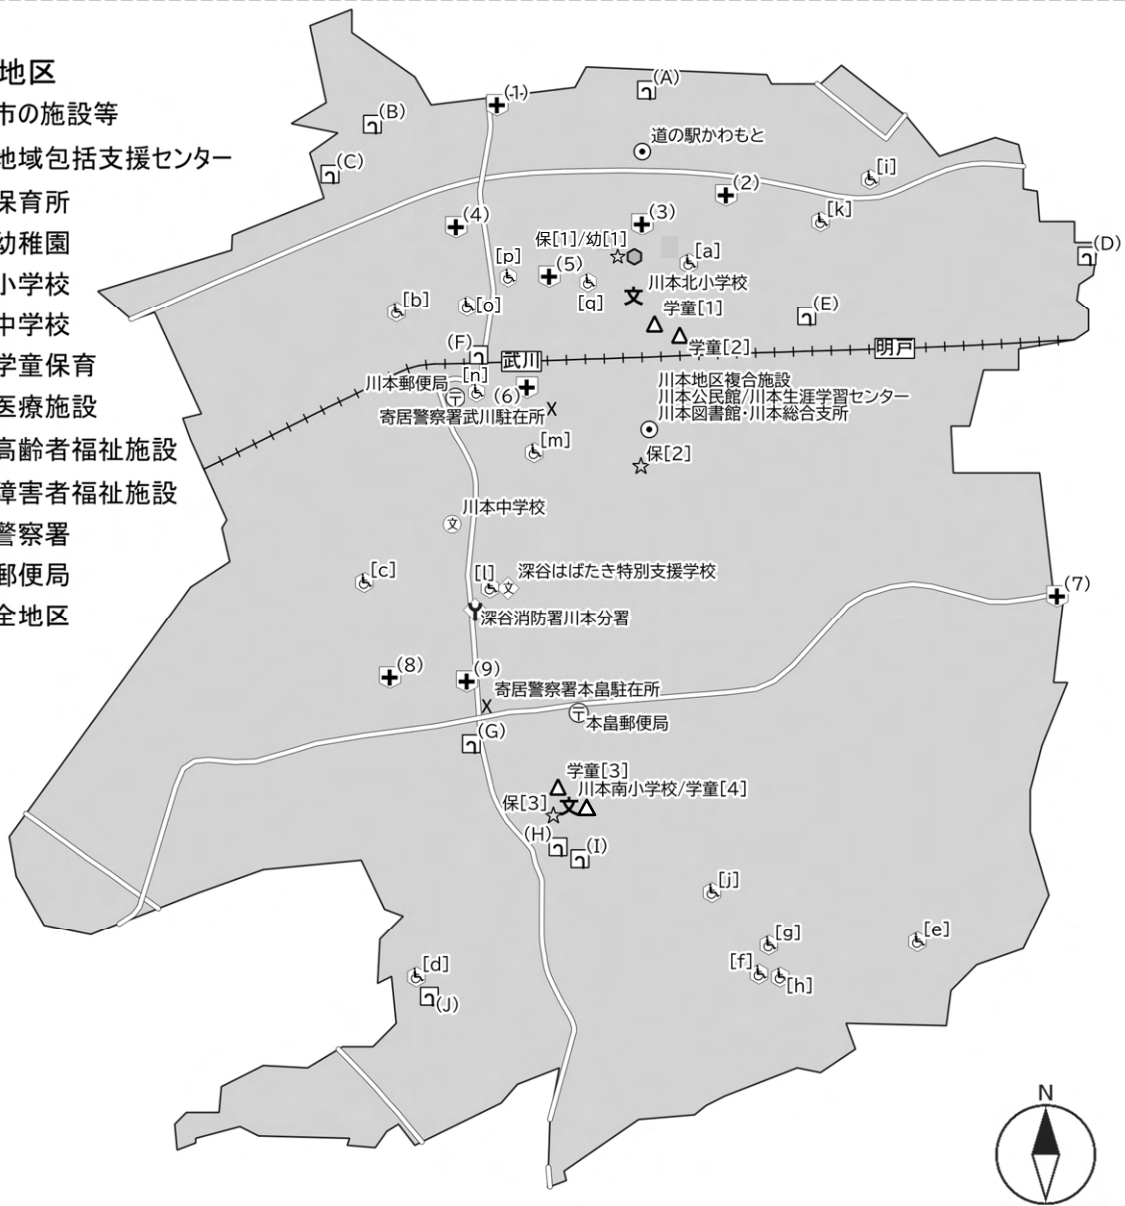 地区
市の施設等
地域包括支援センター
保育所
幼稚園
小学校
中学校
学童保育
医療施設
高齢者福祉施設
障害者福祉施設
警察署
郵便局
全地区
(A)
(1)
(B)
道の駅かわもと
(C)
[i]
(2)
[k]
(4)
(3)
保[1]/幼[1]
(D)
[p]
(5)
[a]
[q]
川本北小学校
文
[b]
[o]
学童[1]
(E)
学童[2]
(F)
武川
明戸
川本郵便局
[n]
〒
(6)
寄居警察署武川駐在所
X
川本地区複合施設
川本公民館/川本生涯学習センター
川本図書館・川本総合支所
[m]
保[2]
川本中学校
文
[c]
[l]
文
深谷はばたき特別支援学校
深谷消防署川本分署
(7)
(8)
(9)
寄居警察署本畠駐在所
X
〒
本畠郵便局
(G)
学童[3]
川本南小学校/学童[4]
文
保[3]
(H)
(I)
[j]
[g]
[e]
[d]
[f]
[h]
(J)
N